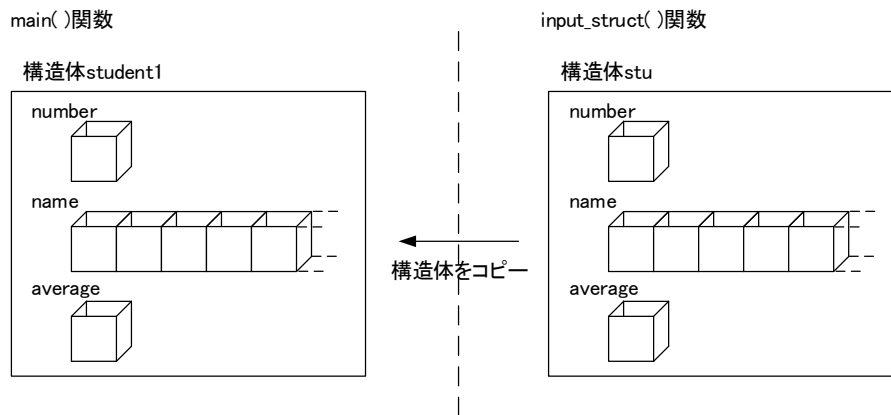 main( )関数
構造体student1
number
name
average
構造体をコピー
input_struct( )関数
構造体stu
number
name
average